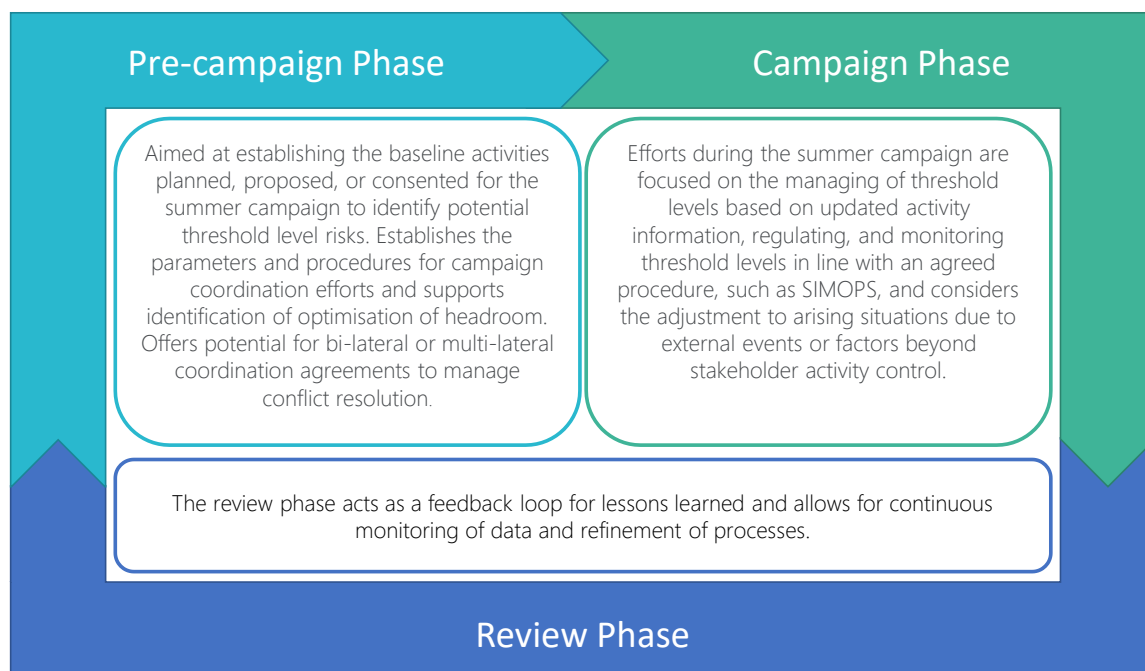 Pre-campaign Phase
Campaign Phase
Aimed at establishing the baseline activities
planned, proposed, or consented for the
summer campaign to identify potential
threshold level risks. Establishes the
parameters and procedures for campaign
coordination efforts and supports
identification of optimisation of headroom.
Offers potential for bi-lateral or multi-lateral
coordination agreements to manage
conflict resolution.
Efforts during the summer campaign are
focused on the managing of threshold
levels based on updated activity
information, regulating, and monitoring
threshold levels in line with an agreed
procedure, such as SIMOPS, and considers
the adjustment to arising situations due to
external events or factors beyond
stakeholder activity control.
The review phase acts as a feedback loop for lessons learned and allows for continuous
monitoring of data and refinement of processes.
Review Phase